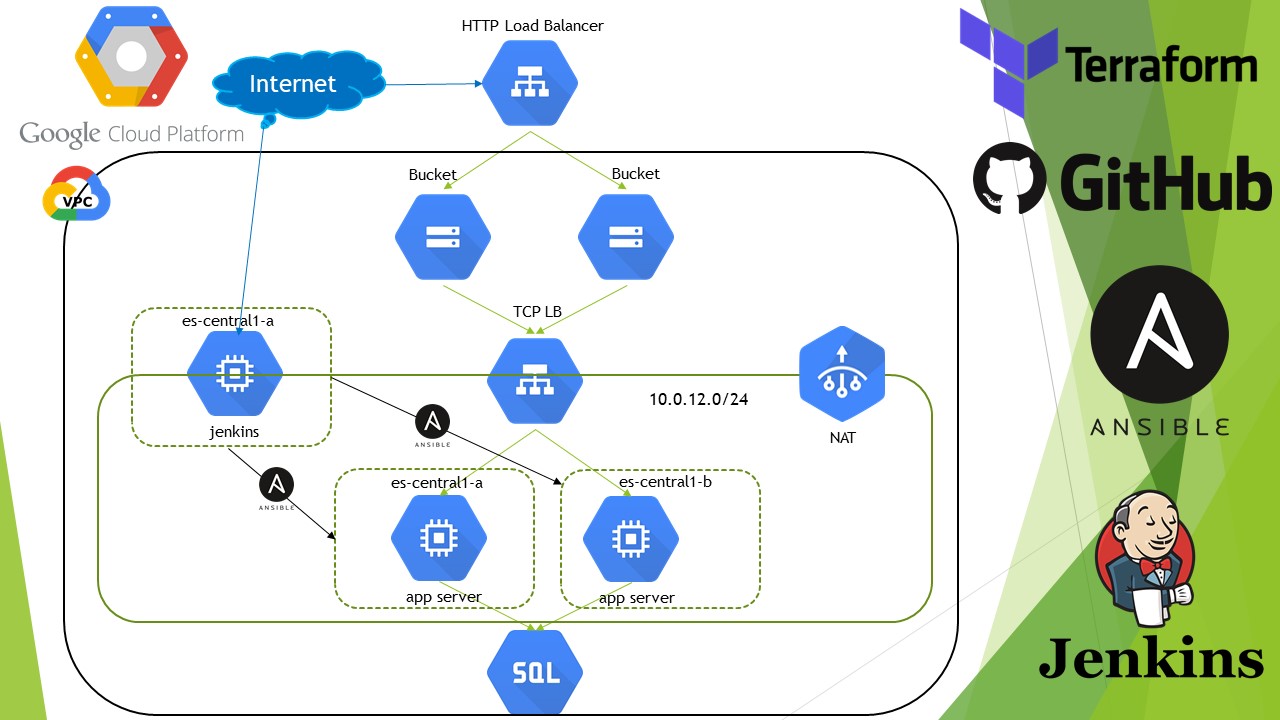 HTTP Load Balancer
Internet
Google Cloud Platform
Terraform
VPC
Bucket
Bucket
GitHub
TCP LB
es-central1-a
10.0.12.0/24
jenkins
NAT
ANSIBLE
ANSIBLE
es-central1-a
es-central1-b
ANSIBLE
app server
app server
SQL
Jenkins